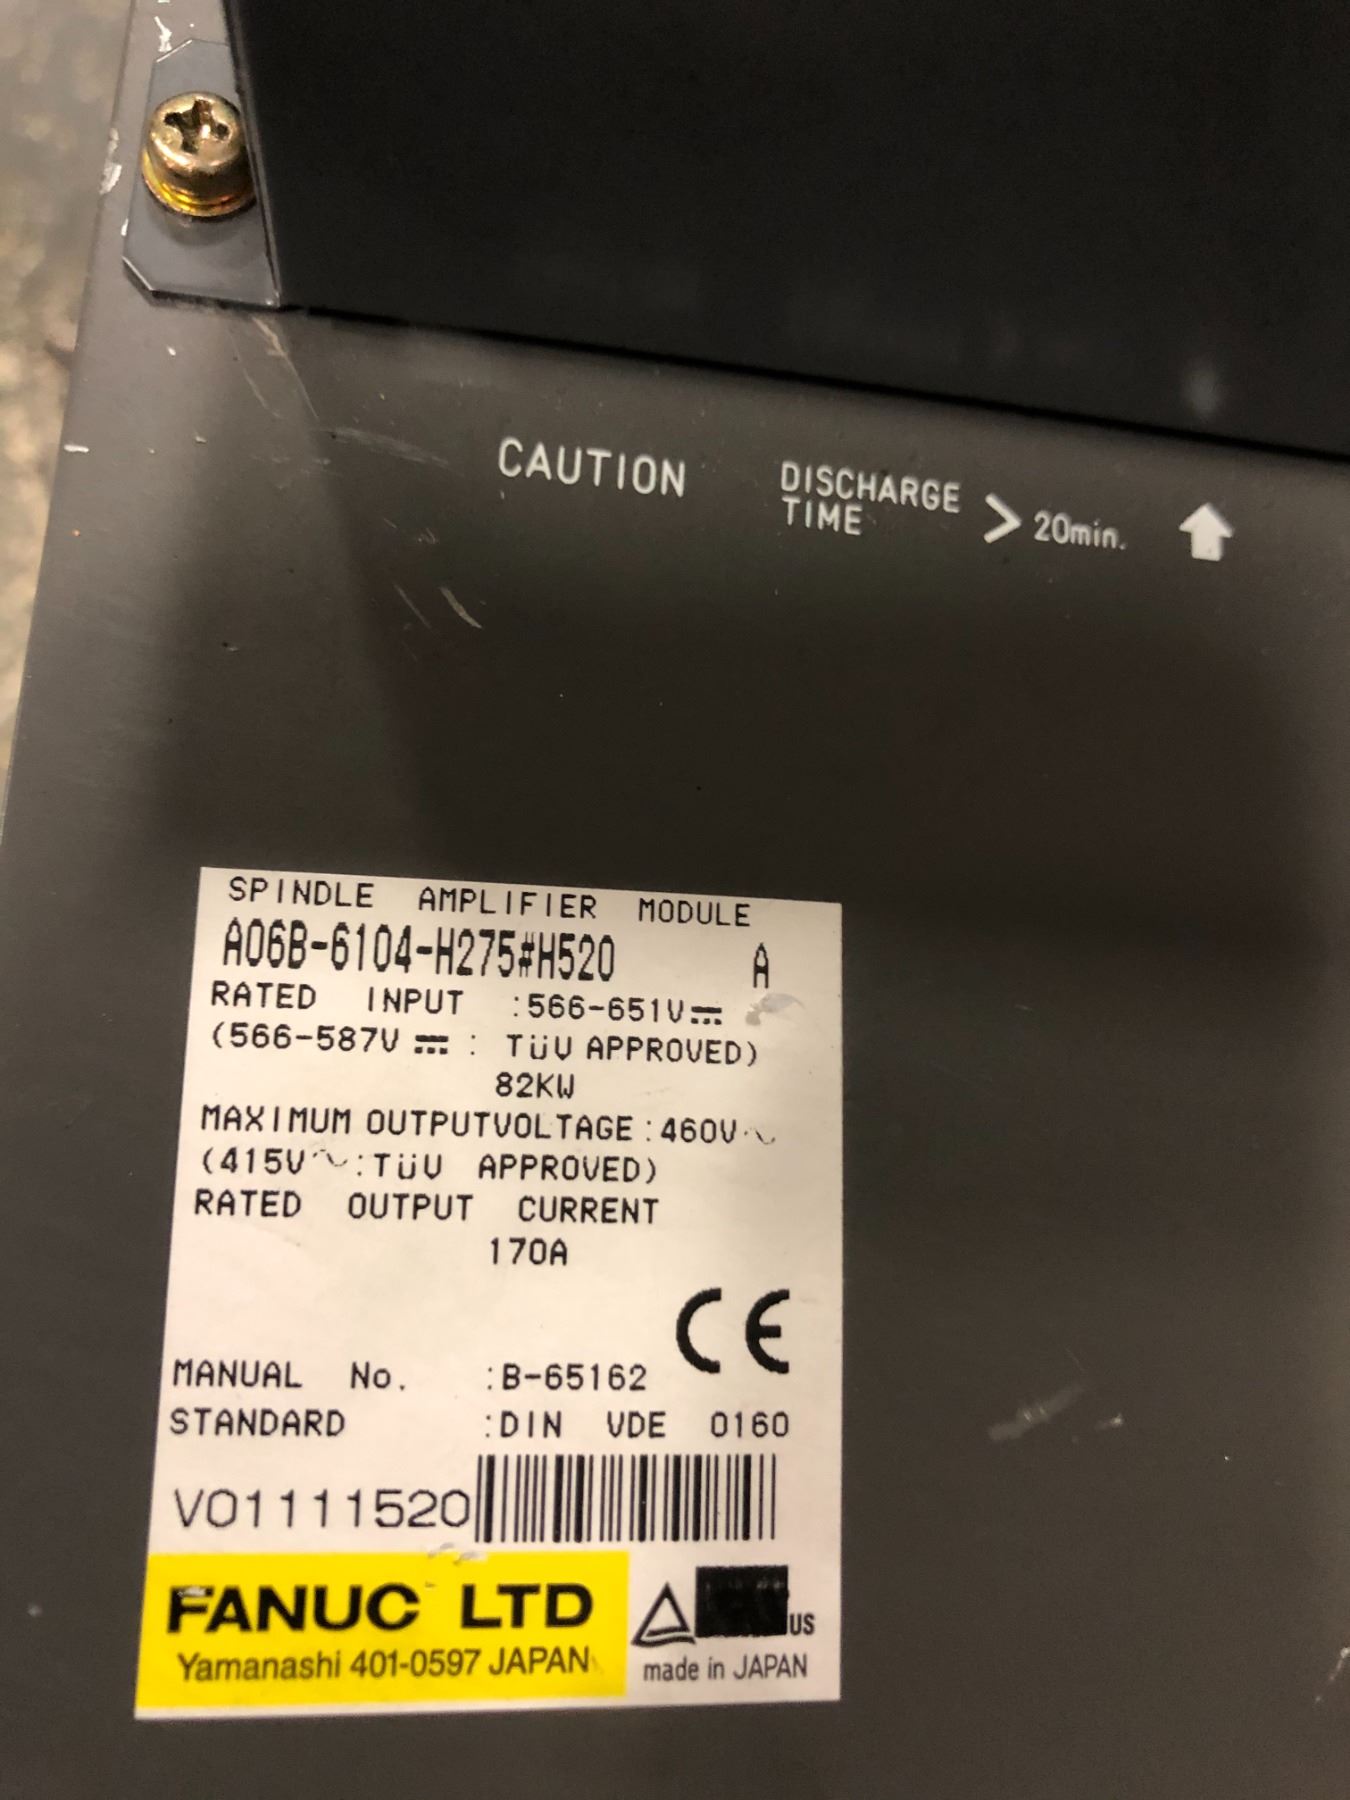 CAUTION
DISCHARGE TIME > 20min.
SPINDLE AMPLIFIER MODULE
A06B-6104-H275#H520 A
RATED INPUT :566-651V⎓
(566-587V⎓ : TüV APPROVED)
82KW
MAXIMUM OUTPUTVOLTAGE:460V~
(415V~:TüV APPROVED)
RATED OUTPUT CURRENT
170A
CE
MANUAL No. :B-65162
STANDARD :DIN VDE 0160
V01111520
FANUC LTD
Yamanashi 401-0597 JAPAN
US
made in JAPAN